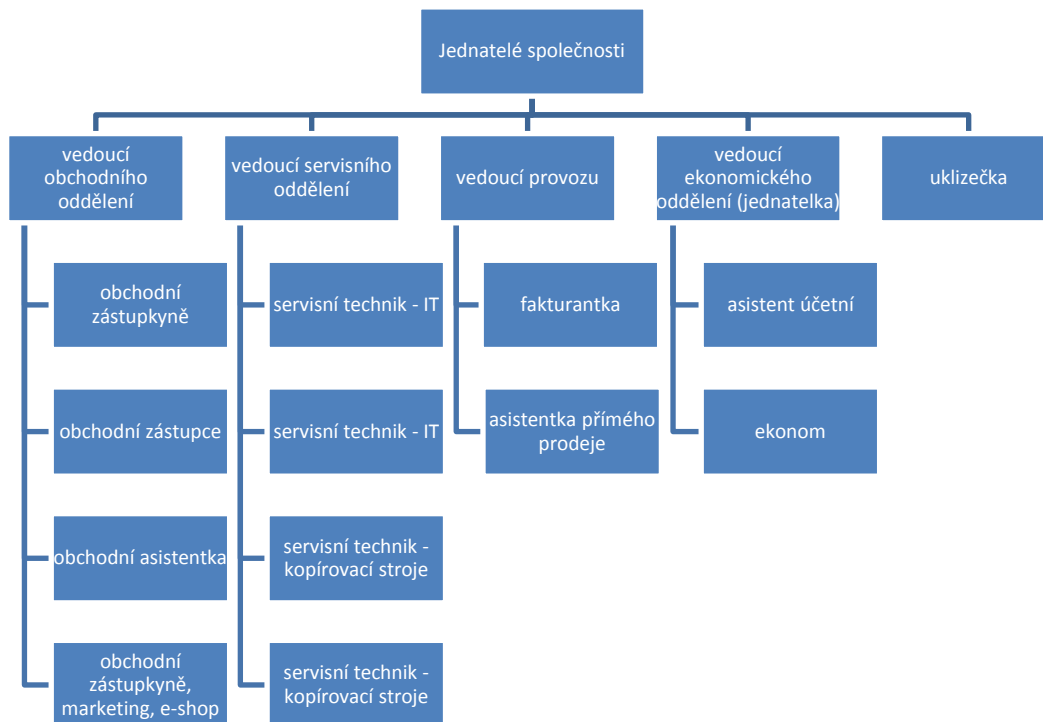 Jednatelé společnosti
vedoucí
obchodního
oddělení
vedoucí servisního
oddělení
vedoucí provozu
vedoucí
ekonomického
oddělení (jednatelka)
uklizečka
obchodní
zástupkyně
servisní technik - IT
fakturantka
asistent účetní
obchodní zástupce
servisní technik - IT
asistentka přímého
prodeje
ekonom
obchodní asistentka
servisní technik -
kopírovací stroje
obchodní
zástupkyně,
marketing, e-shop
servisní technik -
kopírovací stroje